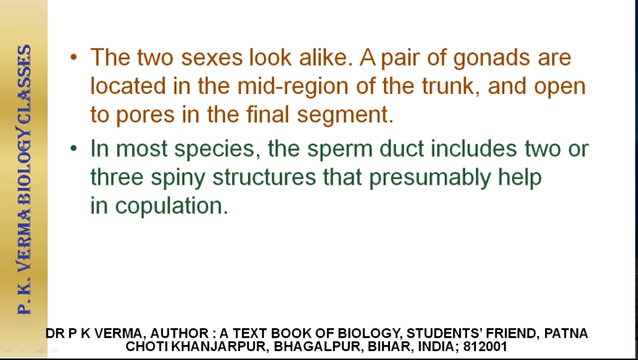 P. K. VERMA BIOLOGY CLASSES
• The two sexes look alike. A pair of gonads are
located in the mid-region of the trunk, and open
to pores in the final segment.
• In most species, the sperm duct includes two or
three spiny structures that presumably help
in copulation.
DR P K VERMA, AUTHOR : A TEXT BOOK OF BIOLOGY, STUDENTS' FRIEND, PATNA
CHOTI KHANJARPUR, BHAGALPUR, BIHAR, INDIA; 812001